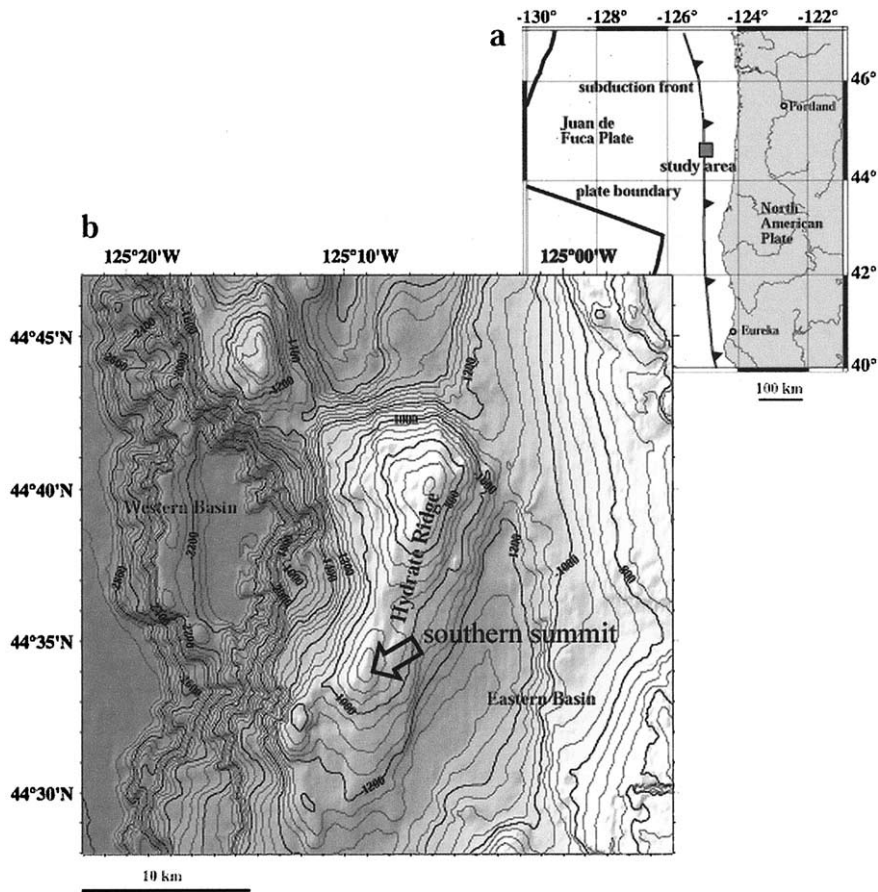 -130° -128° -126° -124° -122°
a
46°
subduction front
Portland
Juan de
Fuca Plate
study area
44°
plate boundary
North
American
Plate
b
125°20'W 125°10'W 125°00'W
42°
Eureka
40°
100 km
44°45'N
-1200
-1200
-1000
44°40'N
Western Basin
-2200
Hydrate Ridge
-1200
-1000
-800
44°35'N
southern summit
-1000
Eastern Basin
-1200
44°30'N
10 km